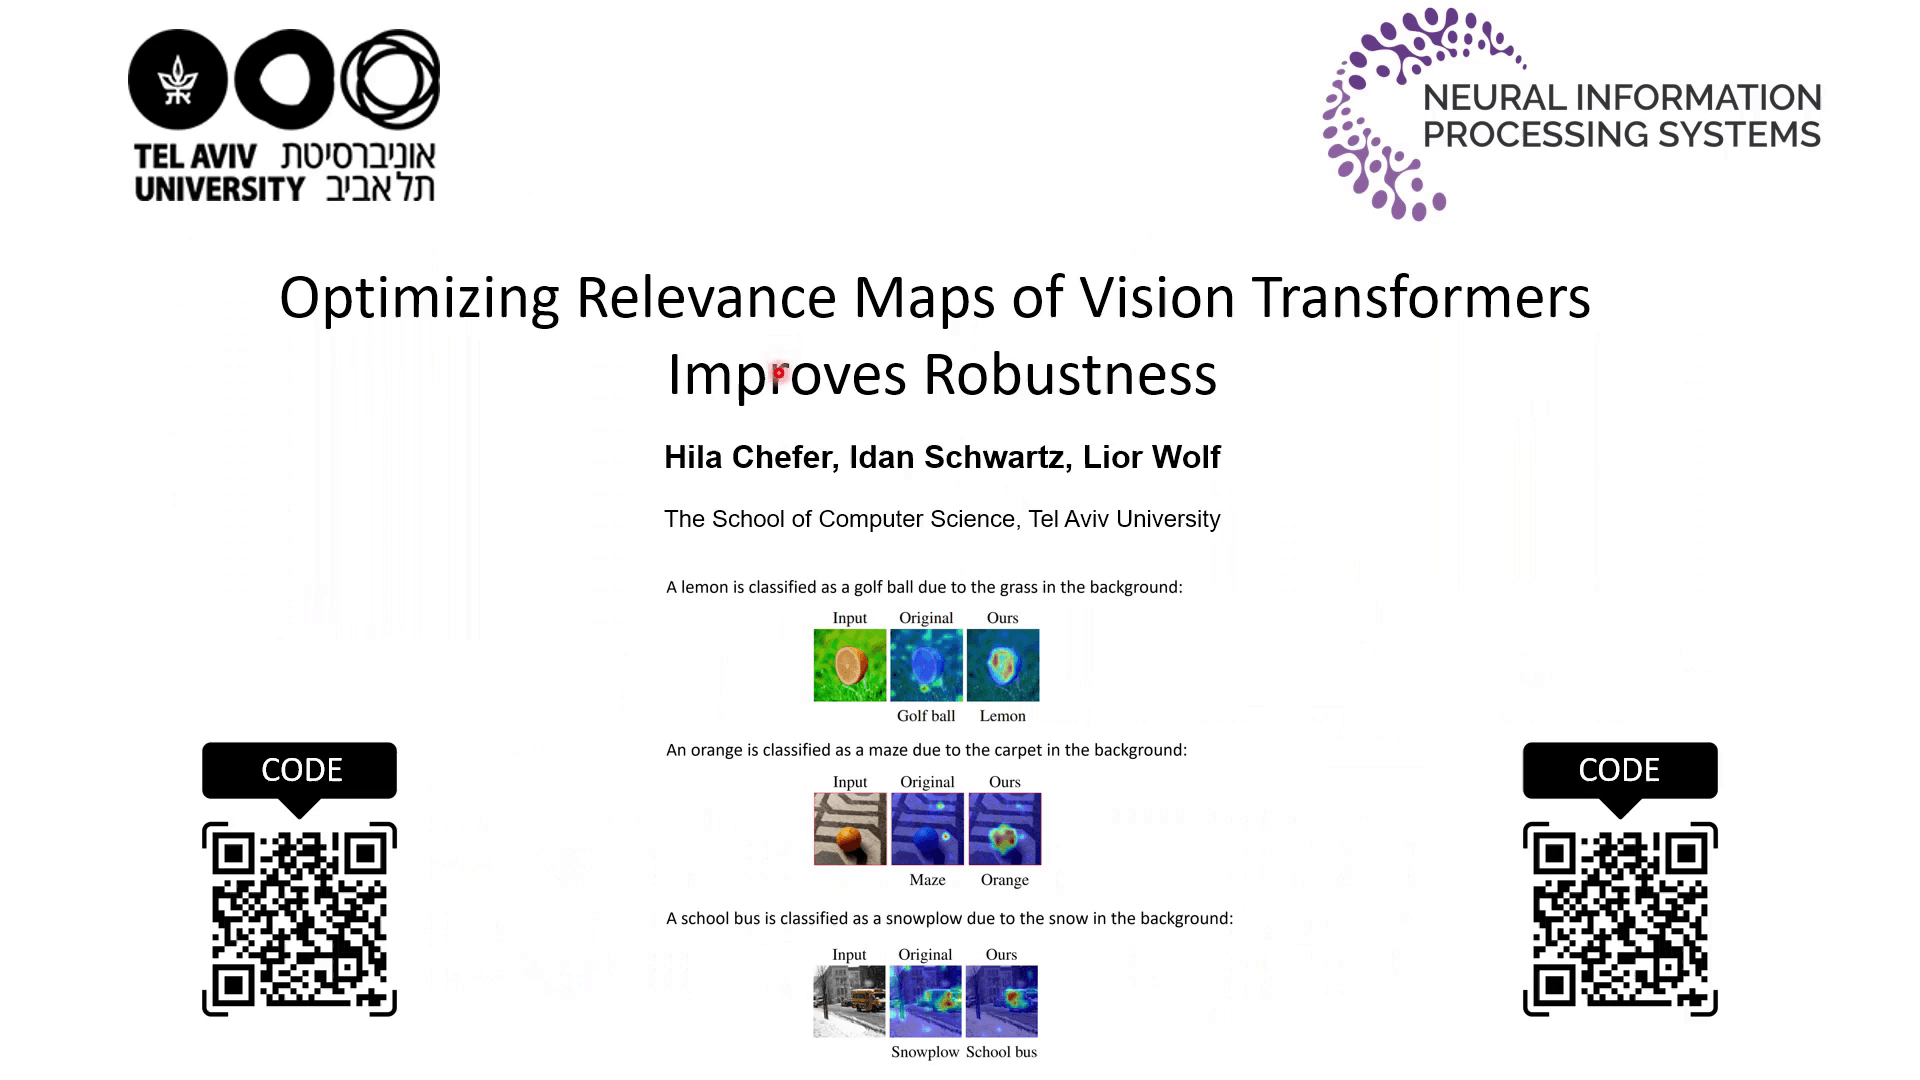 TEL AVIV אוניברסיטת
UNIVERSITY תל אביב
NEURAL INFORMATION
PROCESSING SYSTEMS
Optimizing Relevance Maps of Vision Transformers
Improves Robustness
Hila Chefer, Idan Schwartz, Lior Wolf
The School of Computer Science, Tel Aviv University
A lemon is classified as a golf ball due to the grass in the background:
Input Original Ours
Golf ball Lemon
An orange is classified as a maze due to the carpet in the background:
Input Original Ours
Maze Orange
A school bus is classified as a snowplow due to the snow in the background:
Input Original Ours
Snowplow School bus
CODE
CODE